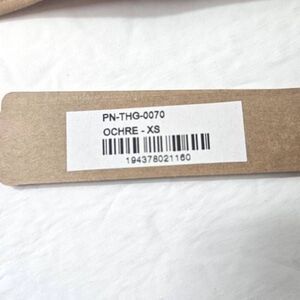 PN-THG-0070
OCHRE - XS
194378021160